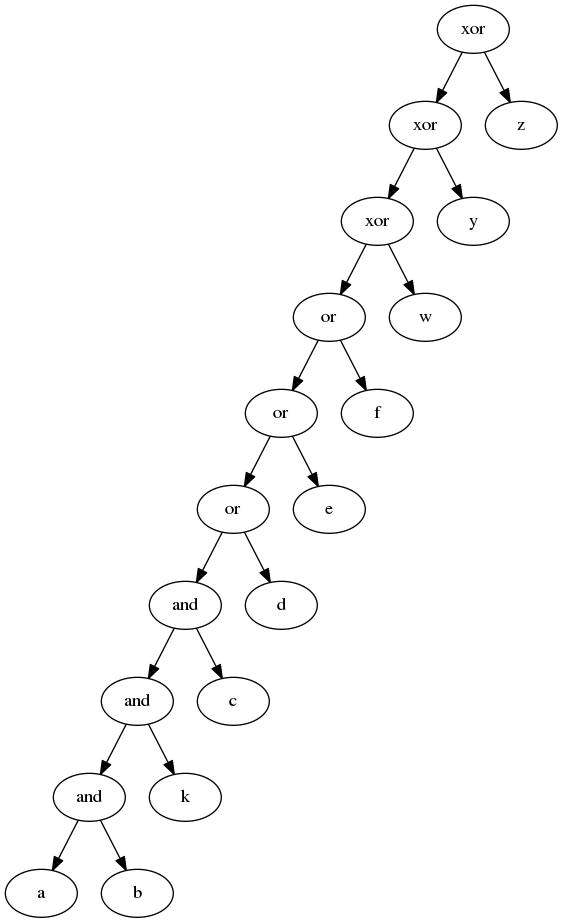 xor
xor z
xor y
or w
or f
or e
and d
and c
and k
a b